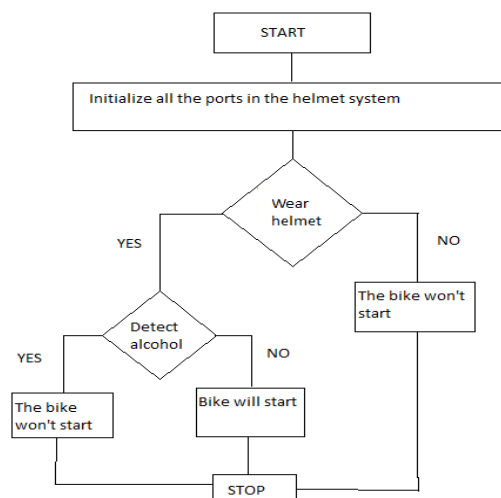 START
Initialize all the ports in the helmet system
Wear
helmet
YES
NO
The bike won't
start
Detect
alcohol
YES
NO
The bike
won't start
Bike will start
STOP